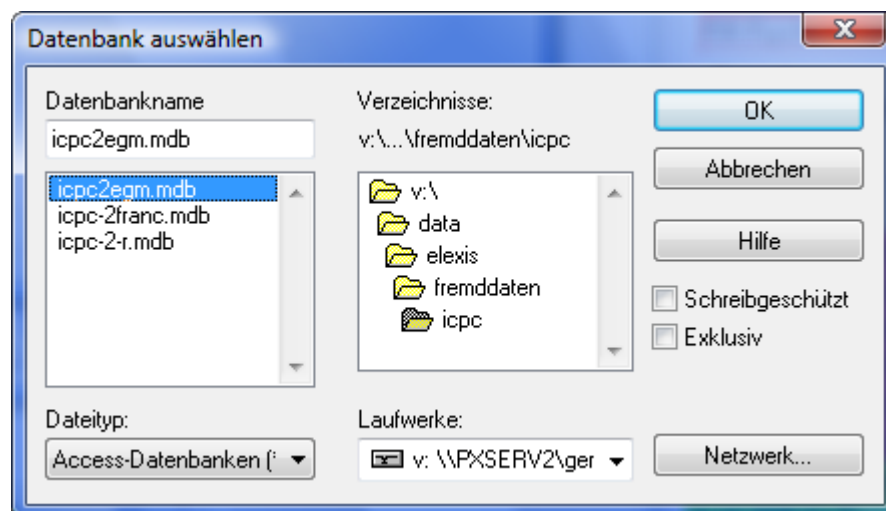 Datenbank auswählen
Datenbankname
icpc2egm.mdb
icpc2egm.mdb
icpc-2franc.mdb
icpc-2-r.mdb
Dateityp:
Access-Datenbanken (*
Verzeichnisse:
v:\...\fremddaten\icpc
v:\
data
elexis
fremddaten
icpc
Laufwerke:
v: \\PXSERV2\ger
OK
Abbrechen
Hilfe
Schreibgeschützt
Exklusiv
Netzwerk...